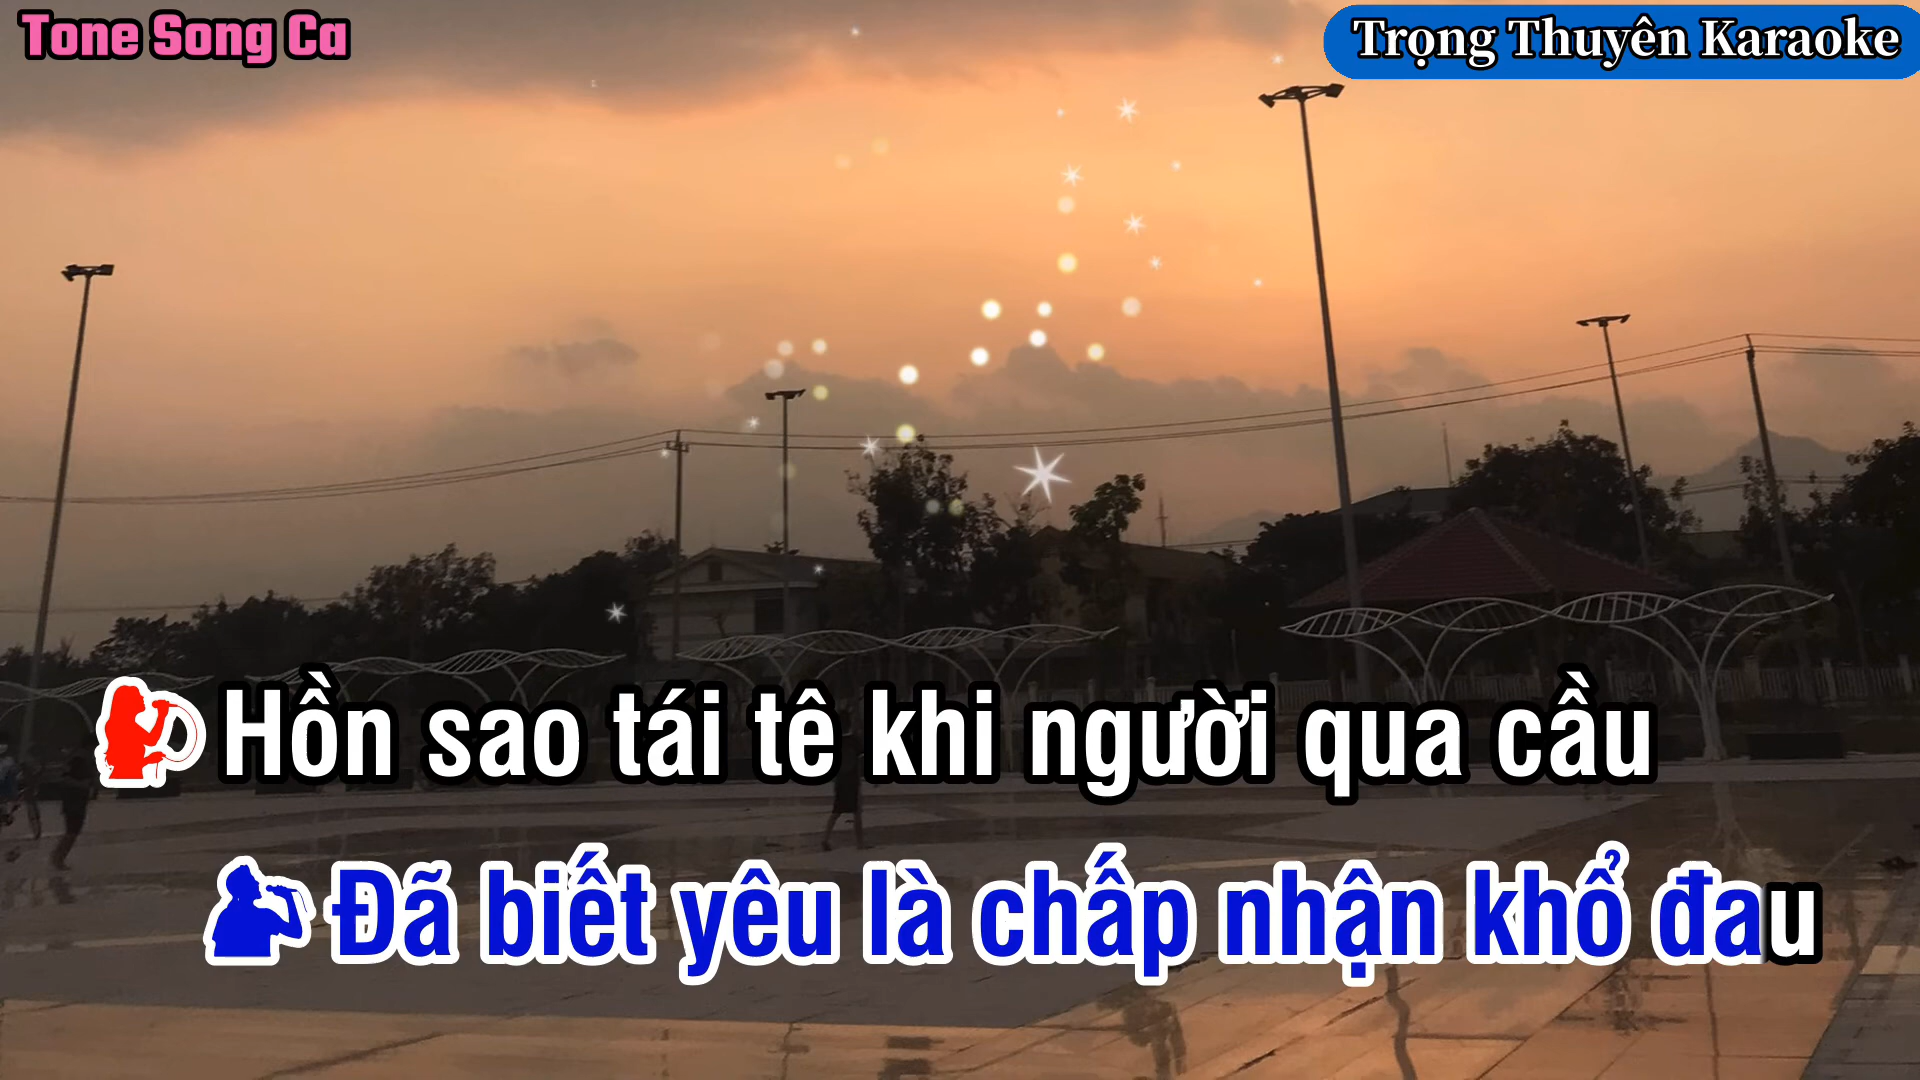 Tone Song Ca
Trọng Thuyên Karaoke
Hồn sao tái tê khi người qua cầu
Đã biết yêu là chấp nhận khổ đau